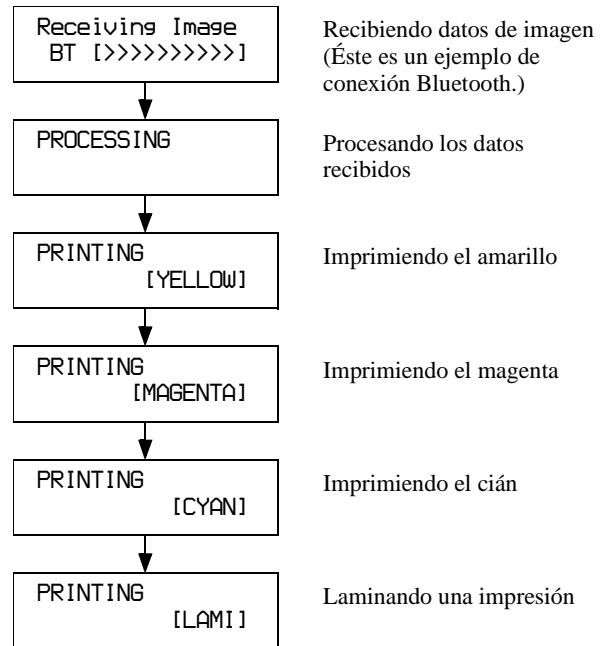 Receiving Image
BT [>>>>>>>>>>]
Recibiendo datos de imagen
(Éste es un ejemplo de
conexión Bluetooth.)
PROCESSING
Procesando los datos
recibidos
PRINTING
[YELLOW]
Imprimiendo el amarillo
PRINTING
[MAGENTA]
Imprimiendo el magenta
PRINTING
[CYAN]
Imprimiendo el cián
PRINTING
[LAMI]
Laminando una impresión